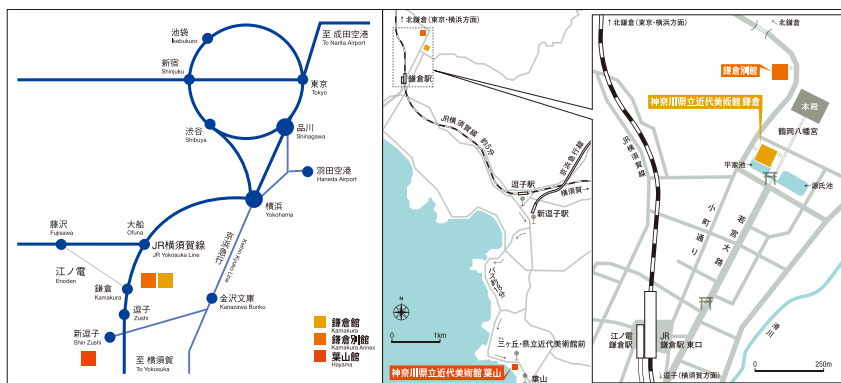 池袋
Ikebukuro
至 成田空港
To Narita Airport
新宿
Shinjuku
東京
Tokyo
渋谷
Shibuya
品川
Shinagawa
羽田空港
Haneda Airport
横浜
Yokohama
藤沢
Fujisawa
大船
Ofuna
JR横須賀線
JR Yokosuka Line
京浜急行
Keihin Kyuko Line
江ノ電
Enoden
鎌倉
Kamakura
逗子
Zushi
新逗子
Shin Zushi
金沢文庫
Kanazawa Bunko
至 横須賀
To Yokosuka
鎌倉館
Kamakura
鎌倉別館
Kamakura Annex
葉山館
Hayama
↑北鎌倉(東京・横浜方面)
鎌倉駅
JR横須賀線 約5分
京浜急行線
横須賀→
逗子駅
新逗子駅
0
1km
三ヶ丘・県立近代美術館前
神奈川県立近代美術館 葉山
葉山
↑北鎌倉(東京・横浜方面)
↑北鎌倉
鎌倉別館
神奈川県立近代美術館 鎌倉
本殿
鶴岡八幡宮
平家池→
←源氏池
JR横須賀線
小町通り
若宮大路
滑川
江ノ電
鎌倉駅
JR
鎌倉駅 東口
↓逗子(横須賀方面)
0
250m